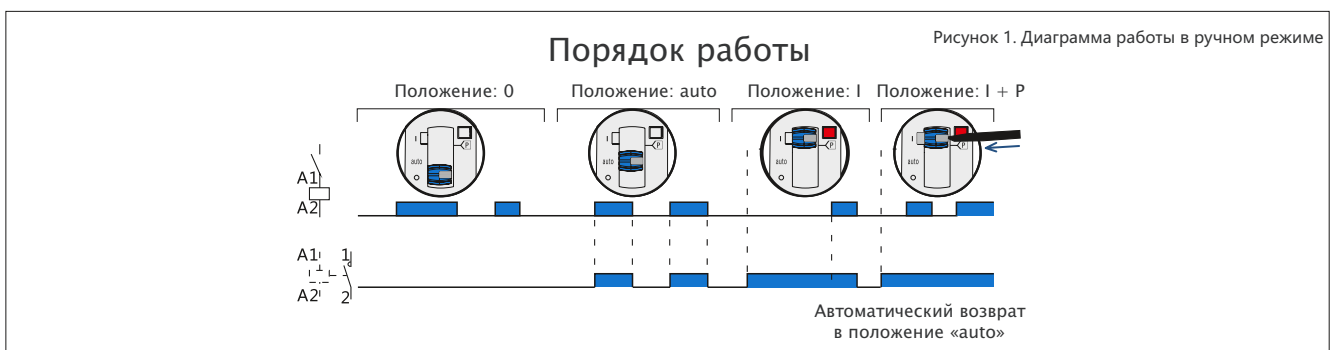 Рисунок 1. Диаграмма работы в ручном режиме
Порядок работы
Положение: 0
Положение: auto
Положение: I
Положение: I + P
I
auto
P
I
auto
P
I
auto
P
I
auto
P
A1
A2
A1
1
A2
2
Автоматический возврат
в положение «auto»